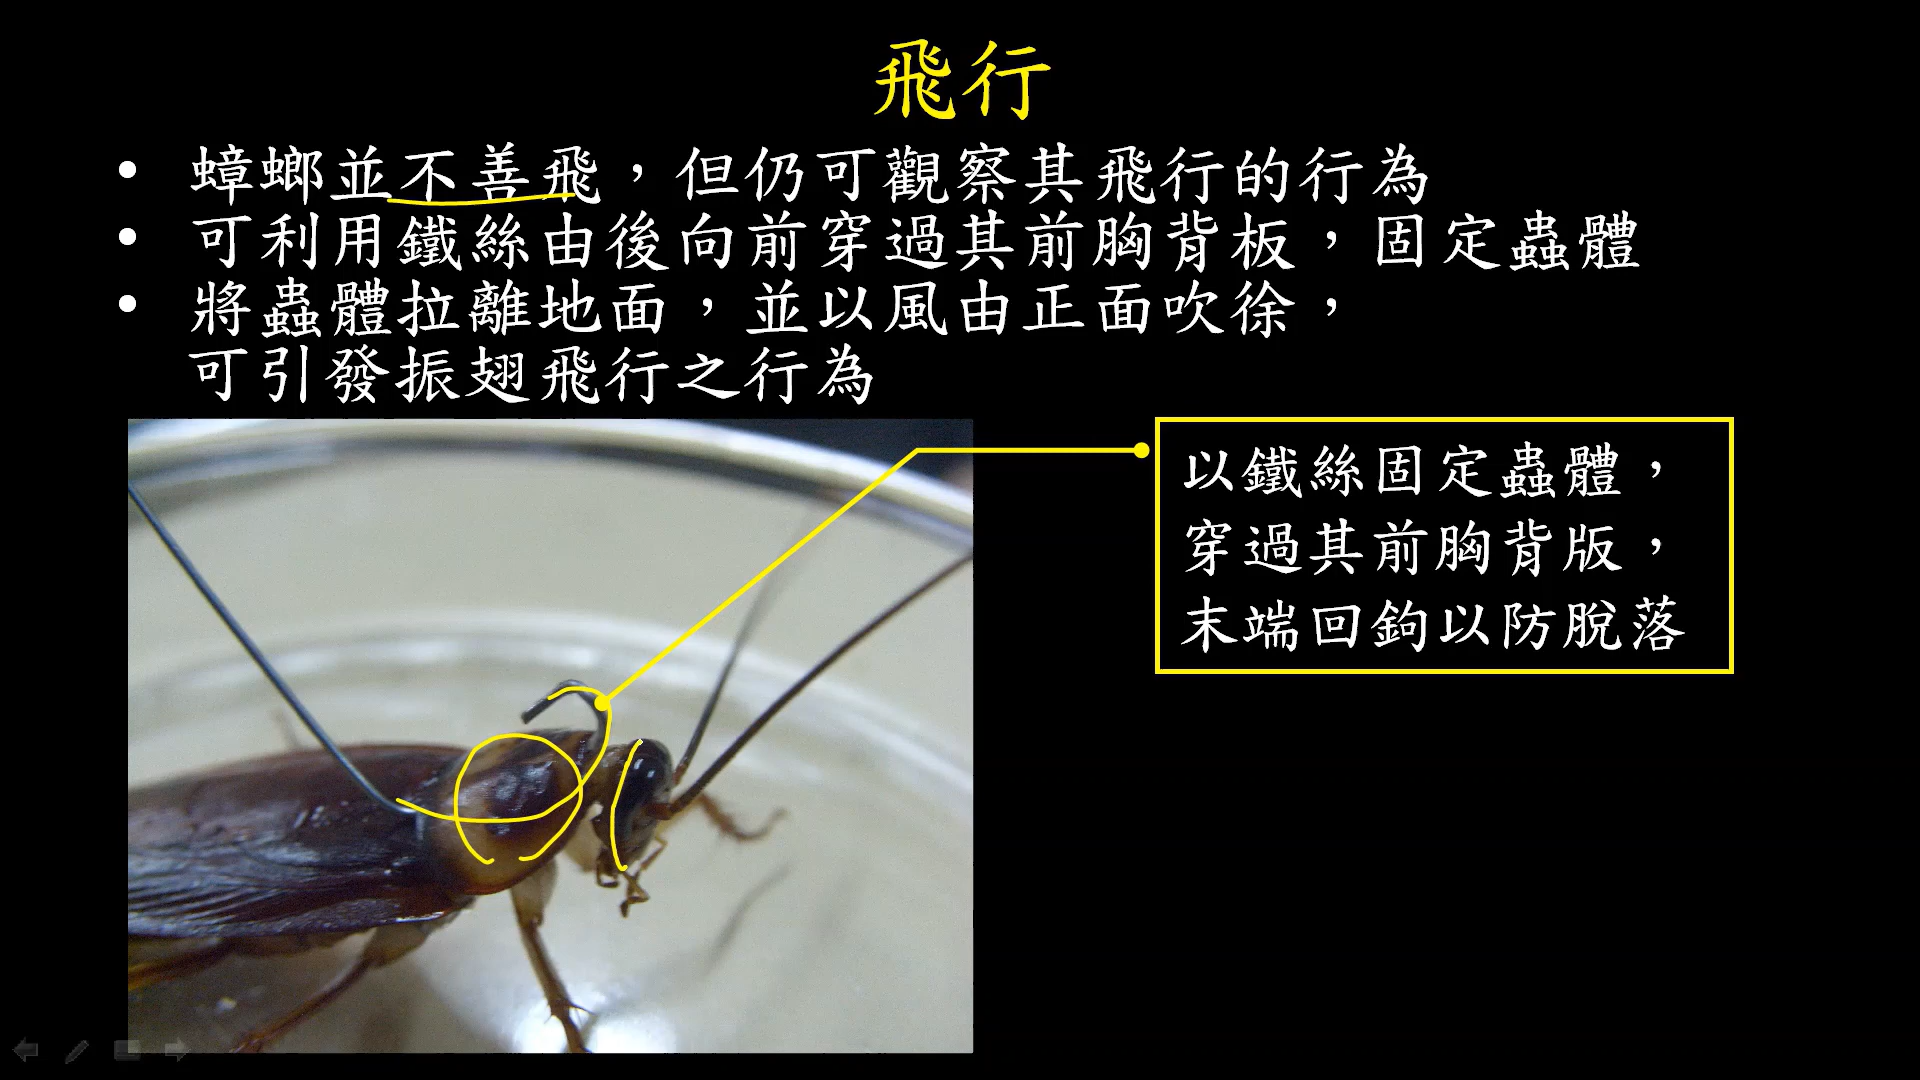 飛行
• 蟑螂並不善飛，但仍可觀察其飛行的行為
• 可利用鐵絲由後向前穿過其前胸背板，固定蟲體
• 將蟲體拉離地面，並以風由正面吹徐，
可引發振翅飛行之行為
以鐵絲固定蟲體，
穿過其前胸背版，
末端回鉤以防脫落